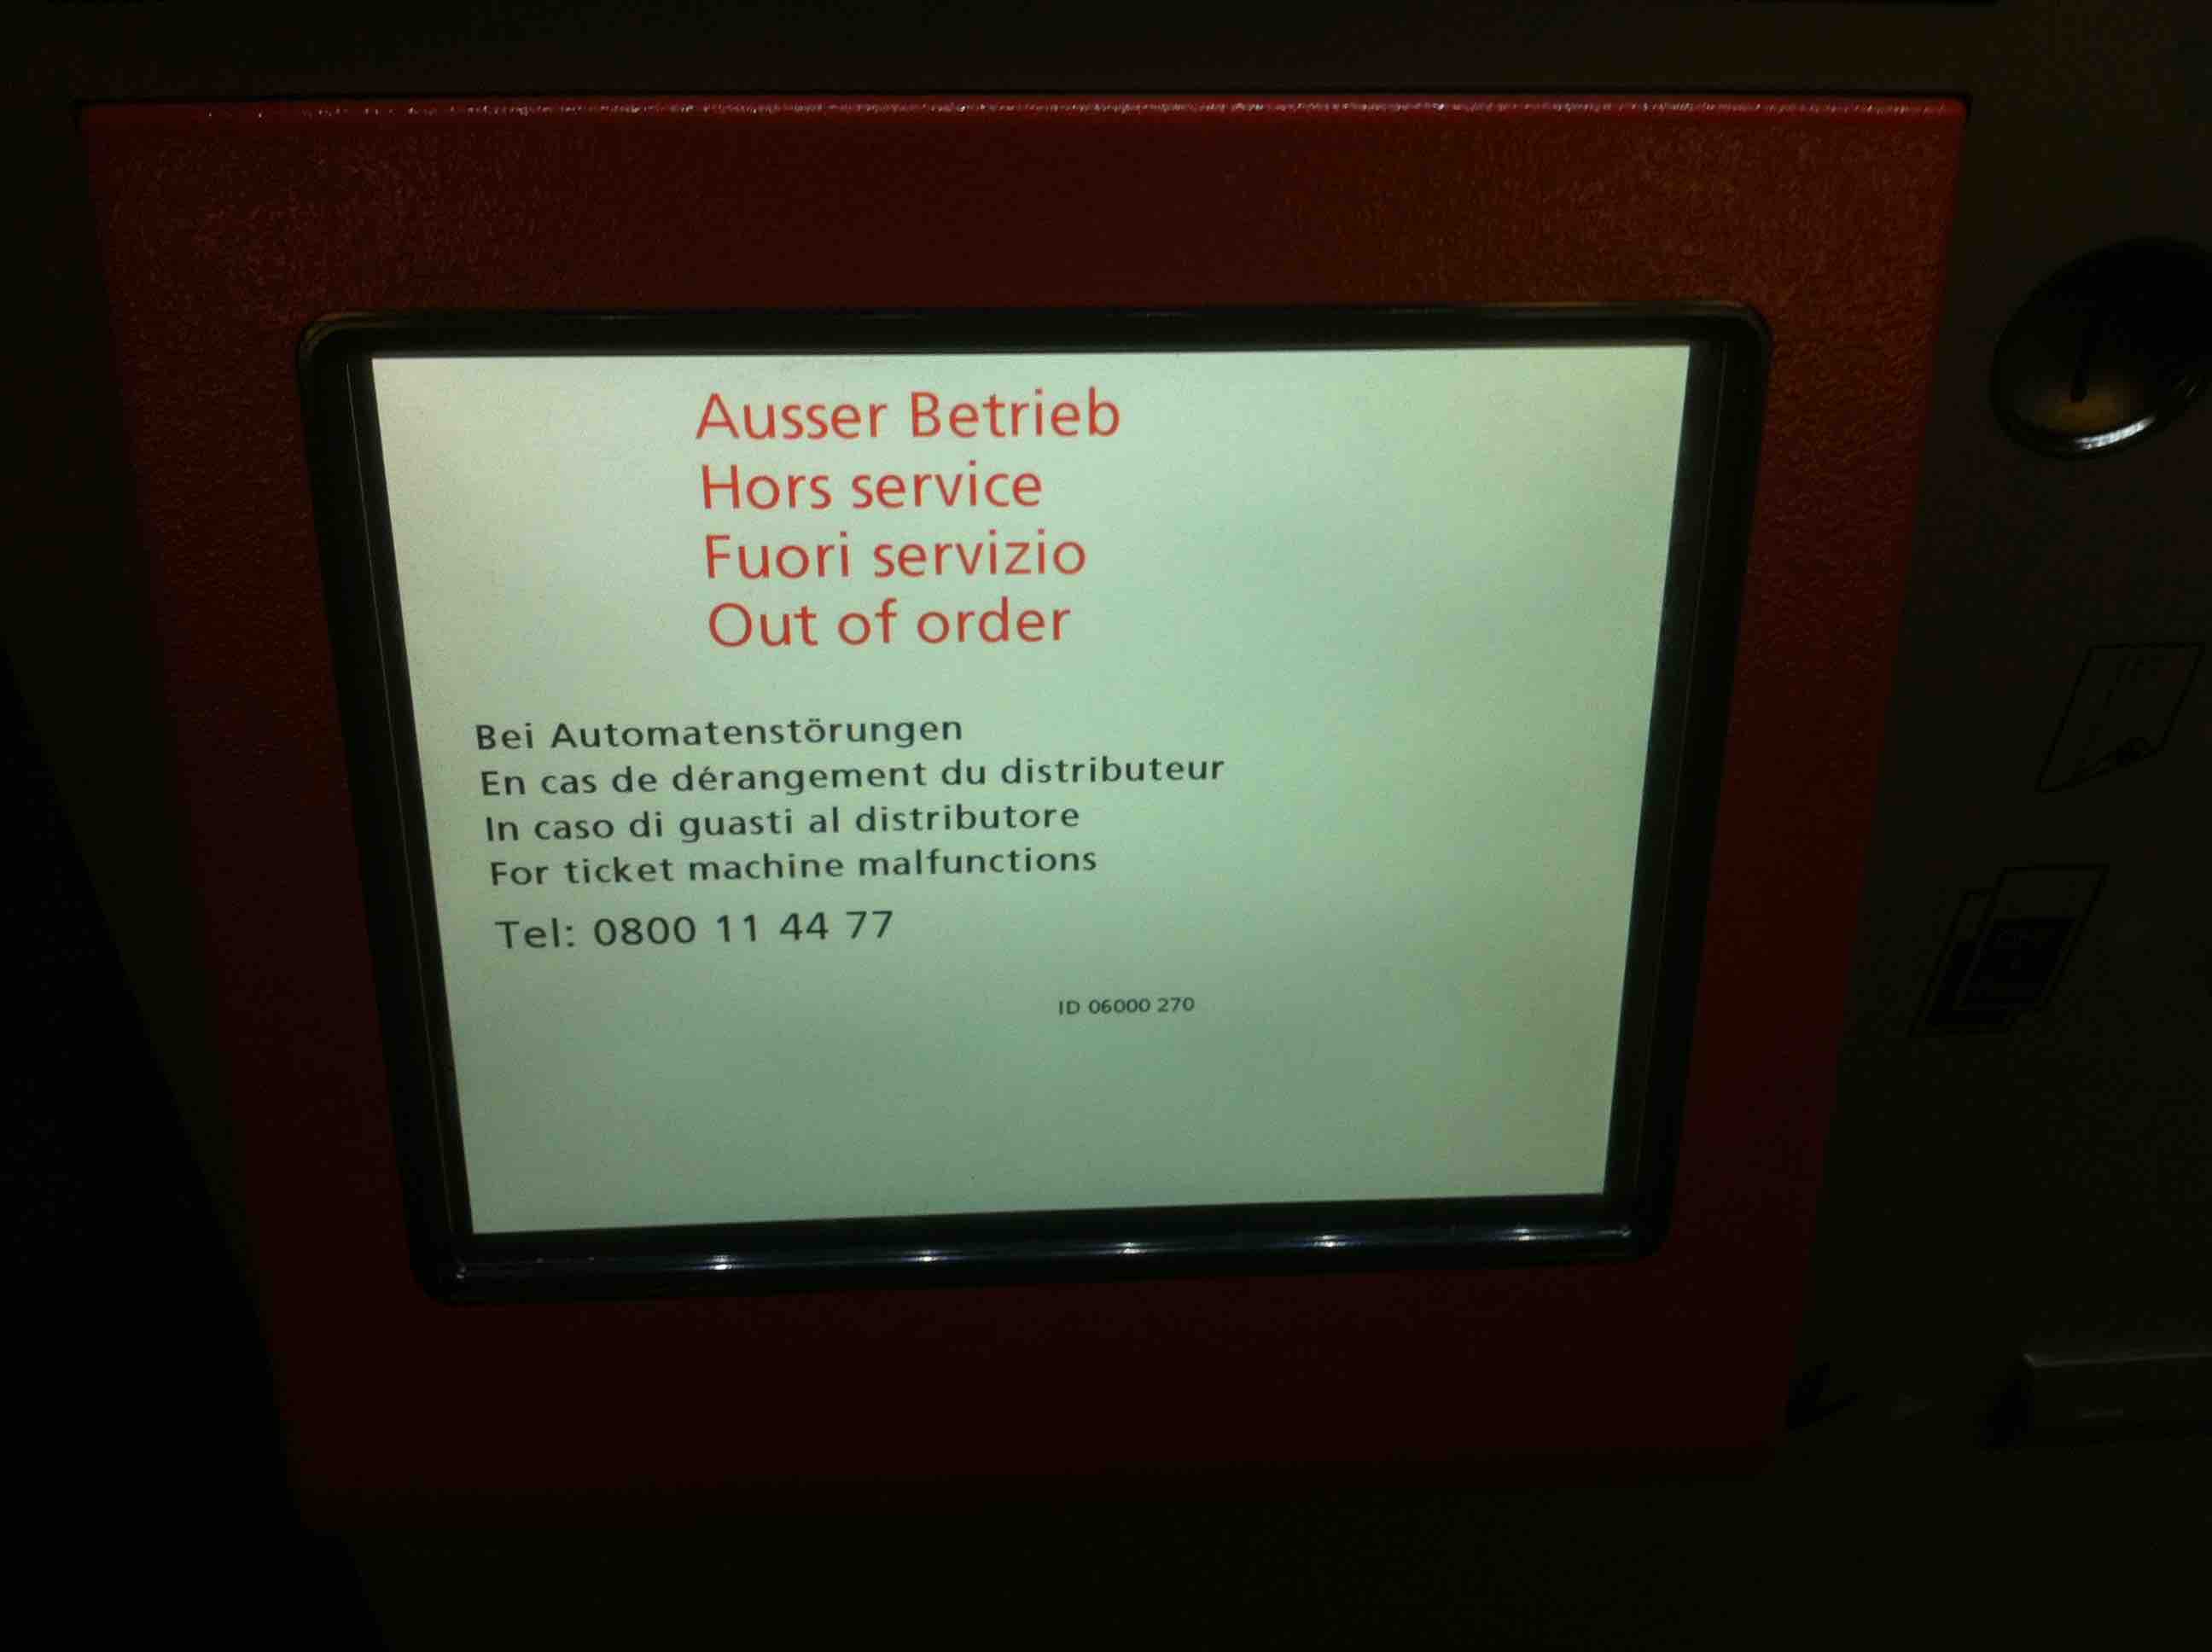 Ausser Betrieb
Hors service
Fuori servizio
Out of order
Bei Automatenstörungen
En cas de dérangement du distributeur
In caso di guasti al distributore
For ticket machine malfunctions
Tel: 0800 11 44 77
ID 06000 270